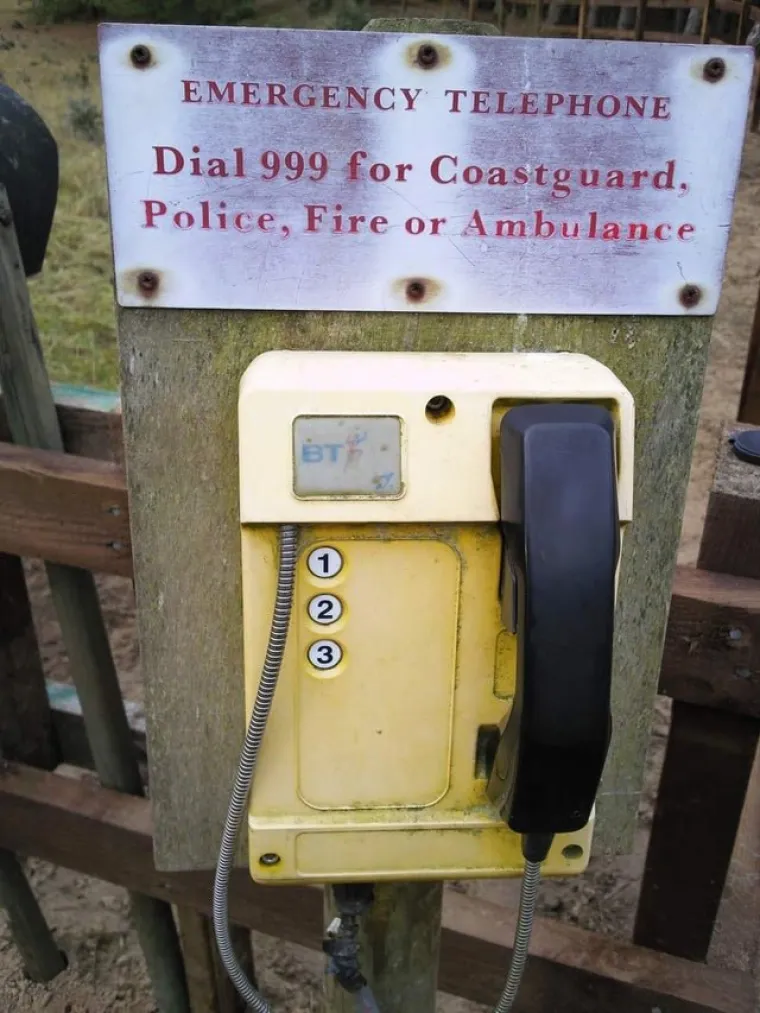 EMERGENCY TELEPHONE
Dial 999 for Coastguard,
Police, Fire or Ambulance
BT
1
2
3